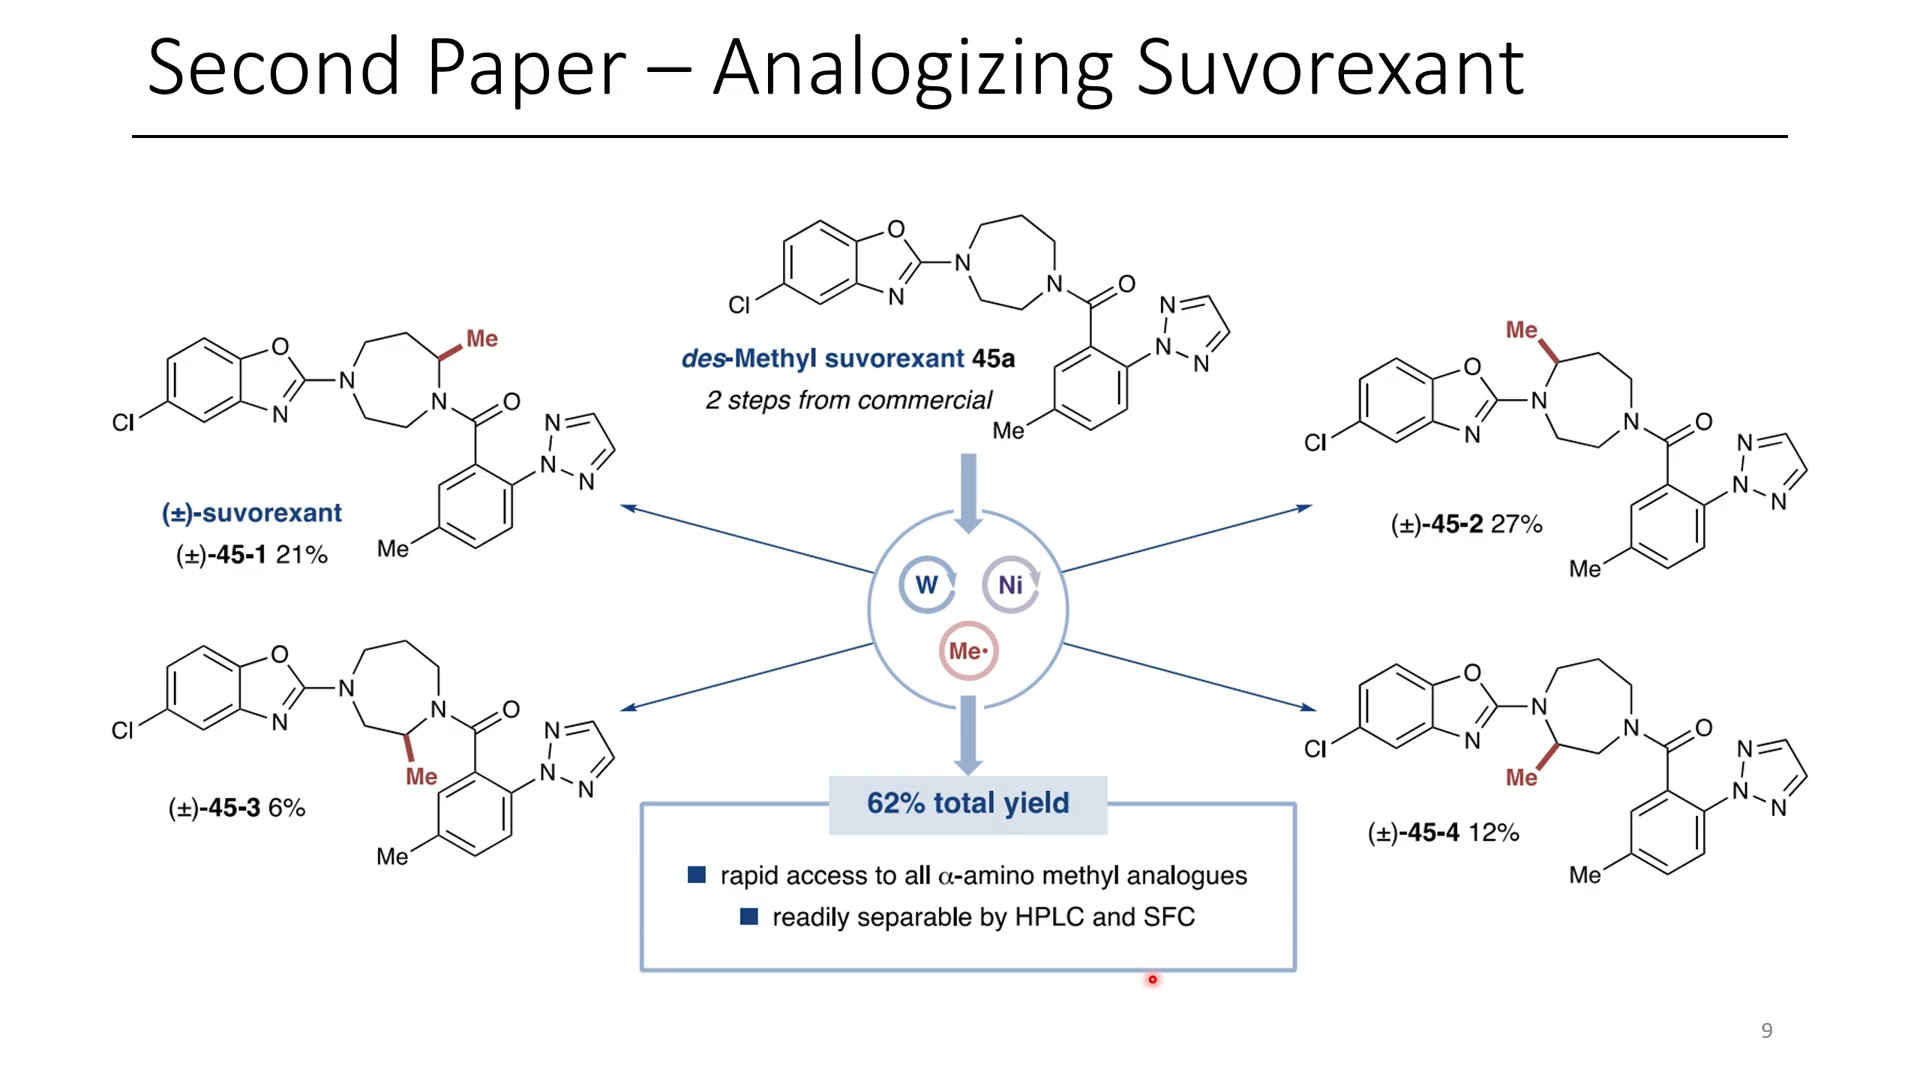 Second Paper – Analogizing Suvorexant
O
N
N
N
Cl
O
N
N
N
Me
des-Methyl suvorexant 45a
2 steps from commercial
O
N
N
N
Cl
Me
O
N
N
N
Me
(±)-suvorexant
(±)-45-1 21%
Me
O
N
N
N
Cl
O
N
N
N
Me
(±)-45-2 27%
W
Ni
Me•
O
N
N
N
Cl
Me
O
N
N
N
Me
(±)-45-3 6%
O
N
N
N
Cl
Me
O
N
N
N
Me
(±)-45-4 12%
62% total yield
rapid access to all α-amino methyl analogues
readily separable by HPLC and SFC
9